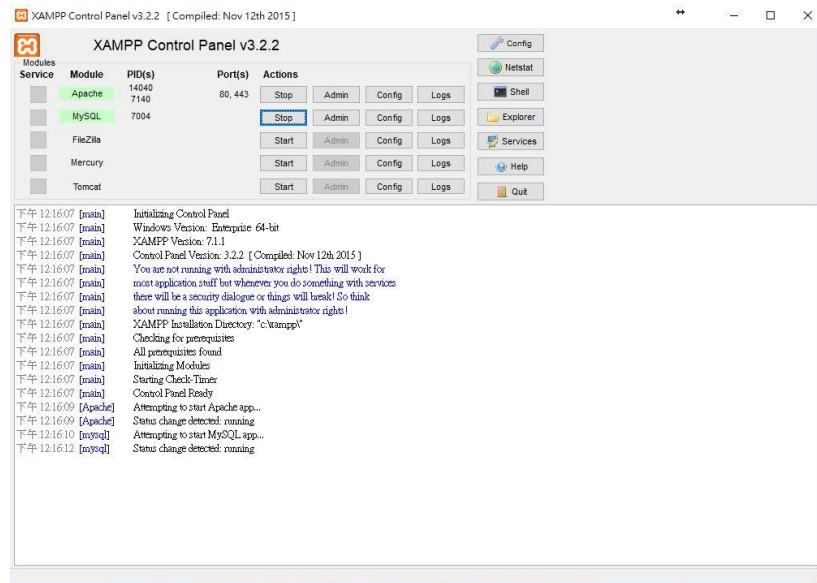 XAMPP Control Panel v3.2.2 [ Compiled: Nov 12th 2015 ]
XAMPP Control Panel v3.2.2
Config
Modules
Service Module PID(s) Port(s) Actions
Netstat
Apache 14040 7140 80, 443 Stop Admin Config Logs
Shell
MySQL 7004 Stop Admin Config Logs
Explorer
FileZilla Start Admin Config Logs
Services
Mercury Start Admin Config Logs
Help
Tomcat Start Admin Config Logs
Quit
下午 12:16:07 [main] Initializing Control Panel
下午 12:16:07 [main] Windows Version: Enterprise 64-bit
下午 12:16:07 [main] XAMPP Version: 7.1.1
下午 12:16:07 [main] Control Panel Version: 3.2.2 [ Compiled: Nov 12th 2015 ]
下午 12:16:07 [main] You are not running with administrator rights! This will work for
下午 12:16:07 [main] most application stuff but whenever you do something with services
下午 12:16:07 [main] there will be a security dialogue or things will break! So think
下午 12:16:07 [main] about running this application with administrator rights!
下午 12:16:07 [main] XAMPP Installation Directory: "c:\xampp\"
下午 12:16:07 [main] Checking for prerequisites
下午 12:16:07 [main] All prerequisites found
下午 12:16:07 [main] Initializing Modules
下午 12:16:07 [main] Starting Check-Timer
下午 12:16:07 [main] Control Panel Ready
下午 12:16:09 [Apache] Attempting to start Apache app...
下午 12:16:09 [Apache] Status change detected: running
下午 12:16:10 [mysql] Attempting to start MySQL app...
下午 12:16:12 [mysql] Status change detected: running